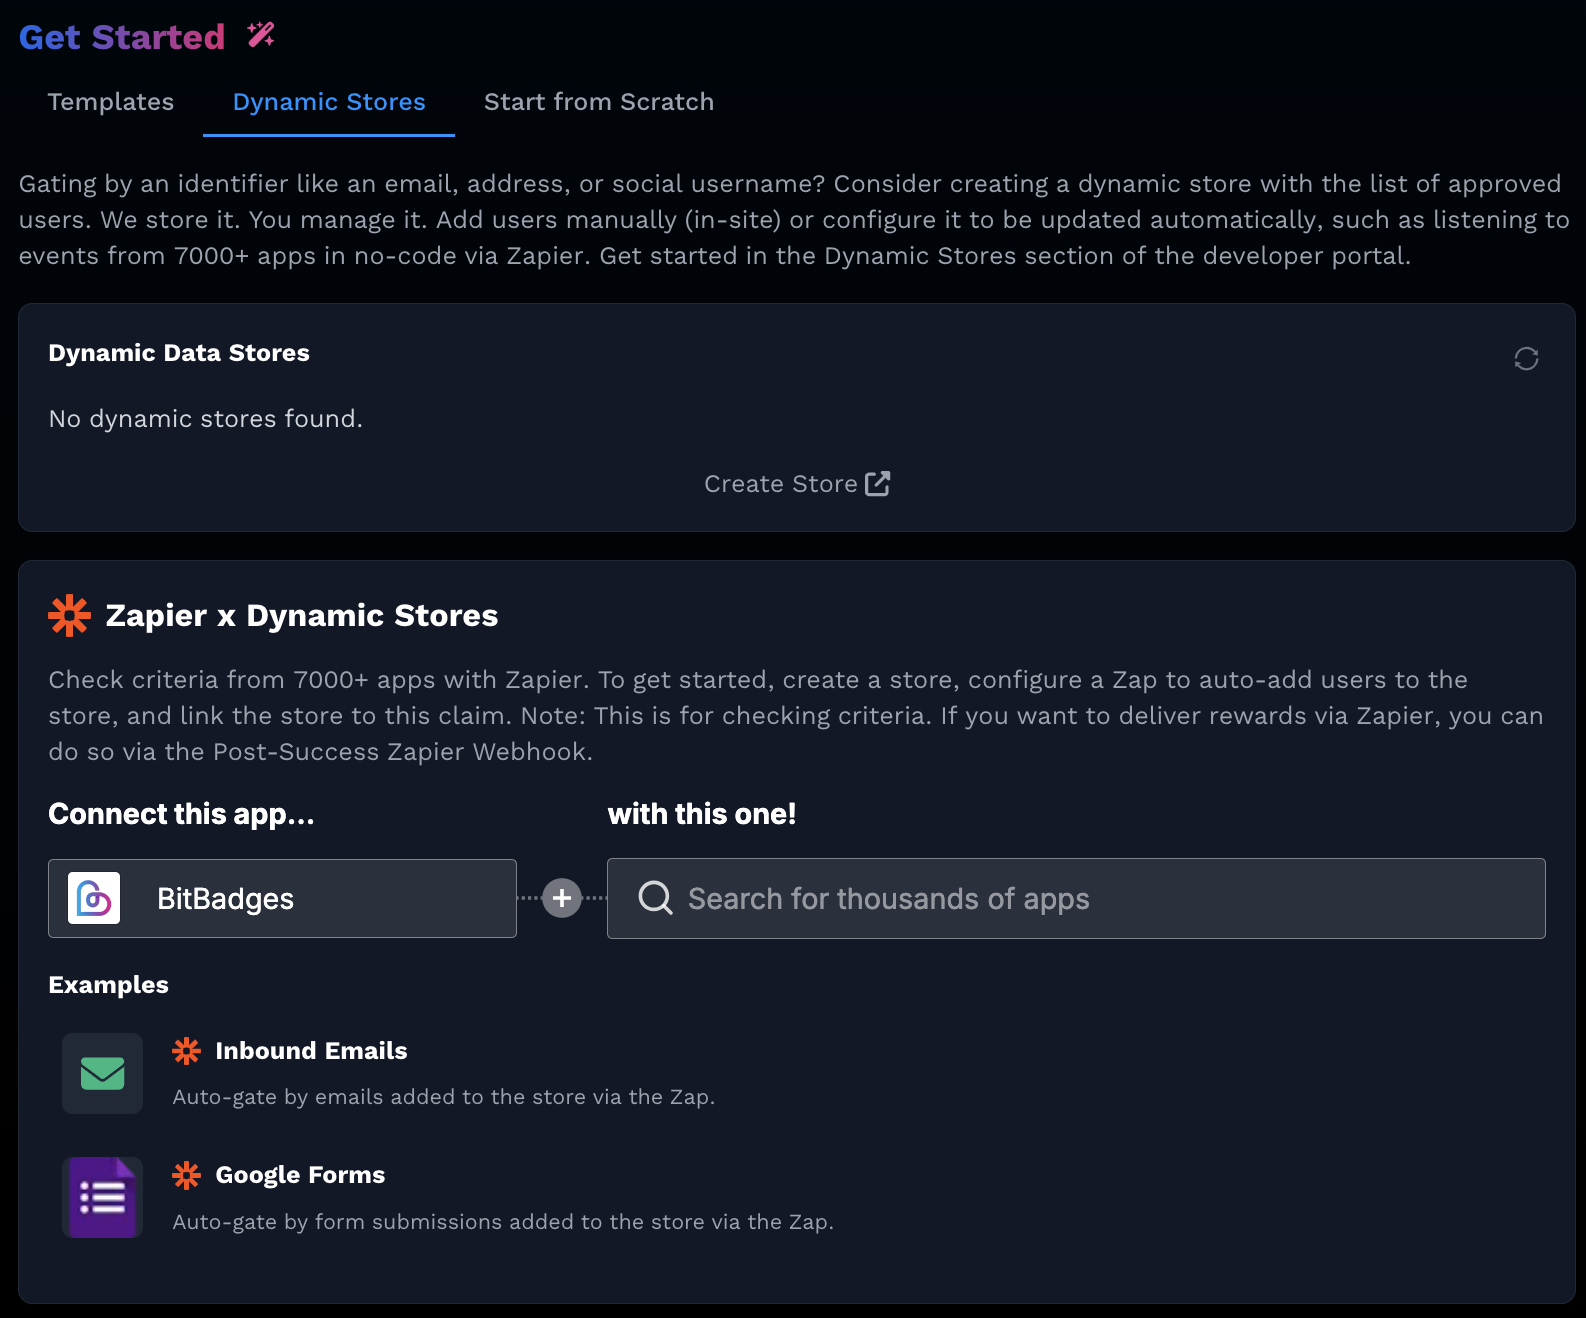 Get Started
Templates
Dynamic Stores
Start from Scratch
Gating by an identifier like an email, address, or social username? Consider creating a dynamic store with the list of approved
users. We store it. You manage it. Add users manually (in-site) or configure it to be updated automatically, such as listening to
events from 7000+ apps in no-code via Zapier. Get started in the Dynamic Stores section of the developer portal.
Dynamic Data Stores
No dynamic stores found.
Create Store
Zapier x Dynamic Stores
Check criteria from 7000+ apps with Zapier. To get started, create a store, configure a Zap to auto-add users to the
store, and link the store to this claim. Note: This is for checking criteria. If you want to deliver rewards via Zapier, you can
do so via the Post-Success Zapier Webhook.
Connect this app...
with this one!
BitBadges
Search for thousands of apps
Examples
Inbound Emails
Auto-gate by emails added to the store via the Zap.
Google Forms
Auto-gate by form submissions added to the store via the Zap.